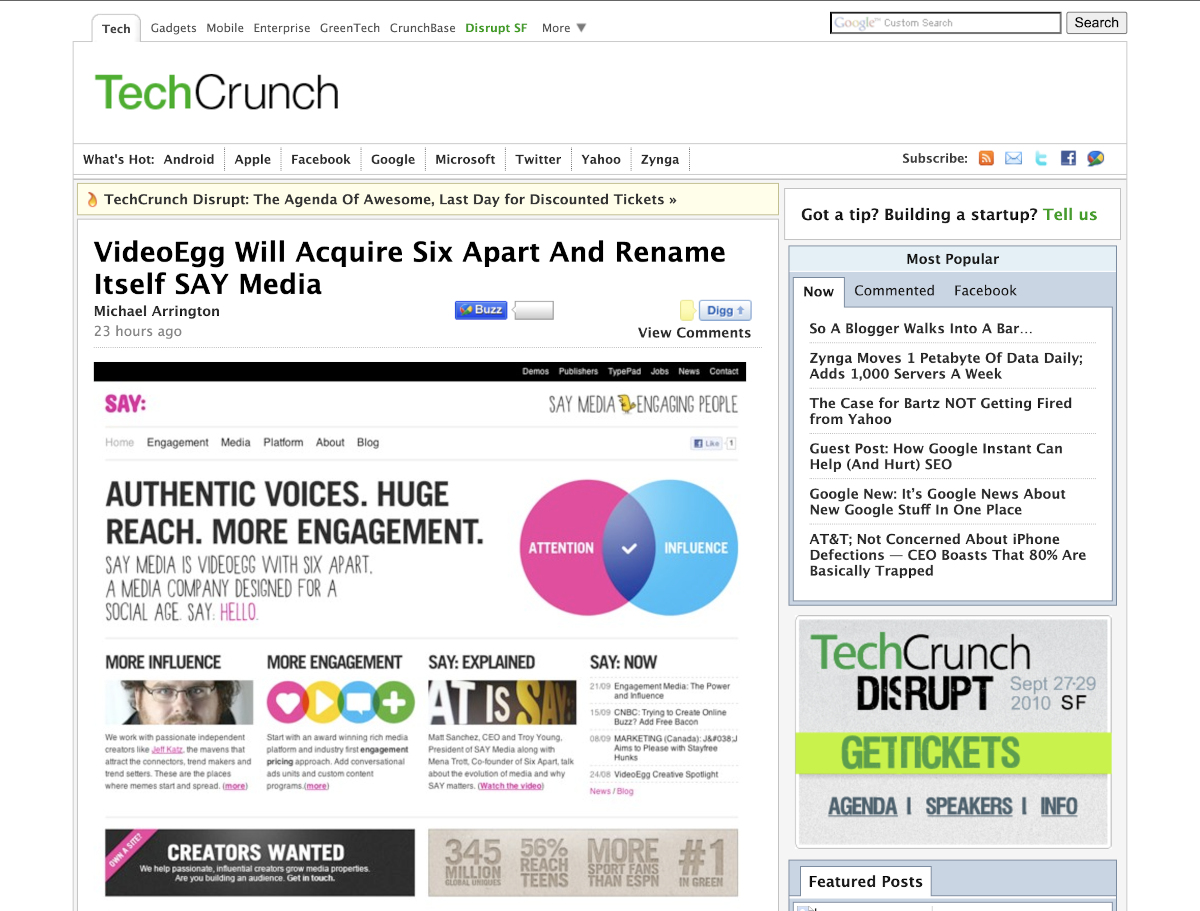 Tech Gadgets Mobile Enterprise GreenTech CrunchBase Disrupt SF More ▼
Google™ Custom Search Search
TechCrunch
What's Hot: Android Apple Facebook Google Microsoft Twitter Yahoo Zynga
Subscribe:
TechCrunch Disrupt: The Agenda Of Awesome, Last Day for Discounted Tickets »
VideoEgg Will Acquire Six Apart And Rename
Itself SAY Media
Michael Arrington
23 hours ago
Buzz
Digg
View Comments
Demos Publishers TypePad Jobs News Contact
SAY:
SAY MEDIA ENGAGING PEOPLE
Home Engagement Media Platform About Blog
Like 1
AUTHENTIC VOICES. HUGE
REACH. MORE ENGAGEMENT.
SAY MEDIA IS VIDEOEGG WITH SIX APART,
A MEDIA COMPANY DESIGNED FOR A
SOCIAL AGE. SAY: HELLO.
ATTENTION
INFLUENCE
MORE INFLUENCE
We work with passionate independent
creators like Jeff Katz, the mavens that
attract the connectors, trend makers and
trend setters. These are the places
where memes start and spread. (more)
MORE ENGAGEMENT
Start with an award winning rich media
platform and industry first engagement
pricing approach. Add conversational
ads units and custom content
programs.(more)
SAY: EXPLAINED
AT IS SAY:
Matt Sanchez, CEO and Troy Young,
President of SAY Media along with
Mena Trott, Co-founder of Six Apart, talk
about the evolution of media and why
SAY matters. (Watch the video)
SAY: NOW
21/09 Engagement Media: The Power
and Influence
15/09 CNBC: Trying to Create Online
Buzz? Add Free Bacon
08/09 MARKETING (Canada): J&#038;J
Aims to Please with Stayfree
Hunks
24/08 VideoEgg Creative Spotlight
News / Blog
OWN A SITE?
CREATORS WANTED
We help passionate, influential creators grow media properties.
Are you building an audience. Get in touch.
345
MILLION
GLOBAL UNIQUES
56%
REACH
TEENS
MORE
SPORT FANS
THAN ESPN
#1
IN GREEN
Got a tip? Building a startup? Tell us
Most Popular
Now Commented Facebook
So A Blogger Walks Into A Bar…
Zynga Moves 1 Petabyte Of Data Daily;
Adds 1,000 Servers A Week
The Case for Bartz NOT Getting Fired
from Yahoo
Guest Post: How Google Instant Can
Help (And Hurt) SEO
Google New: It’s Google News About
New Google Stuff In One Place
AT&T; Not Concerned About iPhone
Defections — CEO Boasts That 80% Are
Basically Trapped
TechCrunch
DISRUPT
Sept 27-29
2010 SF
GETTICKETS
AGENDA | SPEAKERS | INFO
Featured Posts